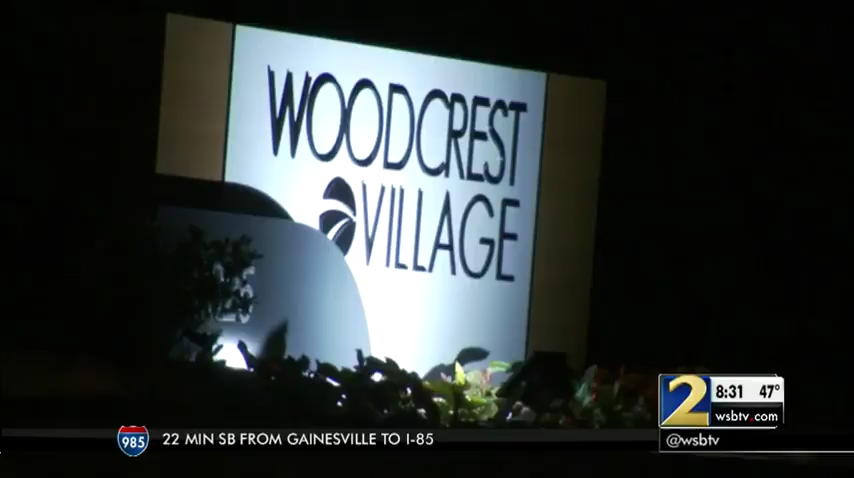 WOODCREST
VILLAGE
2 8:31 47°
wsbtv.com
@wsbtv
985 22 MIN SB FROM GAINESVILLE TO I-85